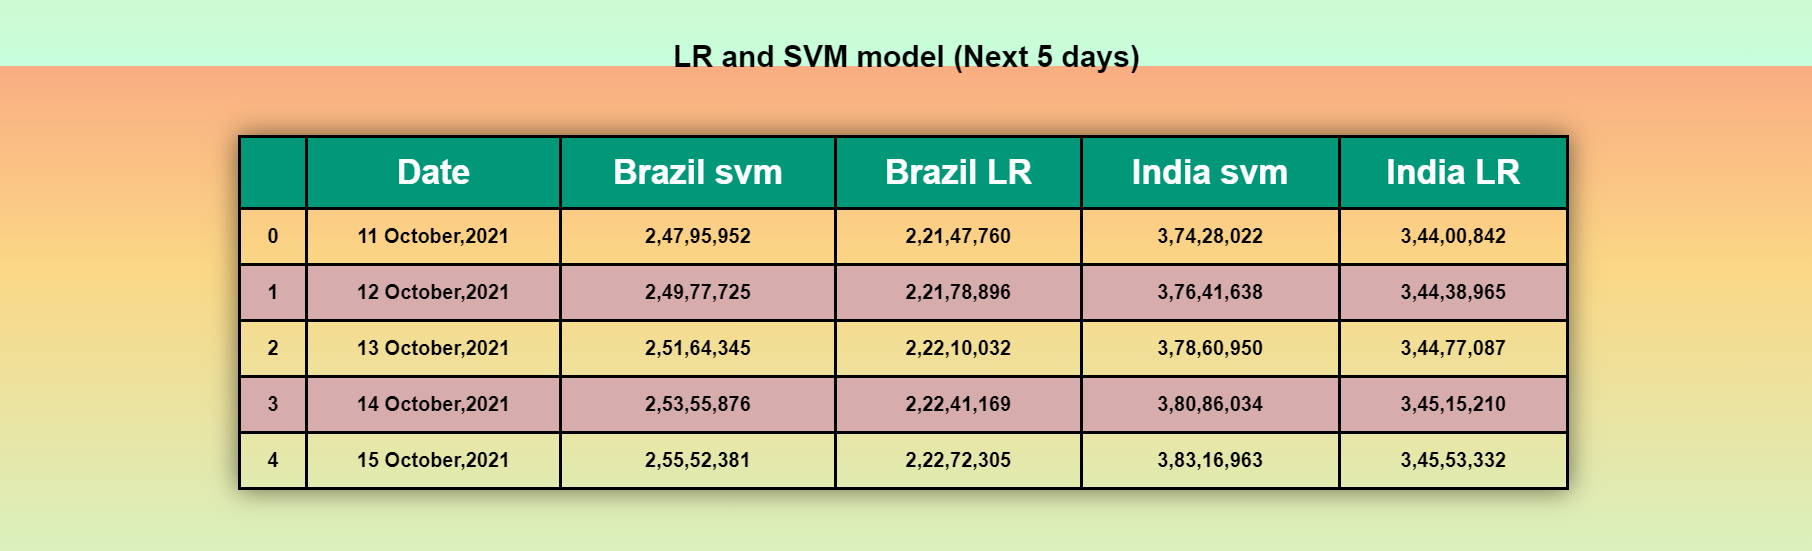 LR and SVM model (Next 5 days)
Date Brazil svm Brazil LR India svm India LR
0 11 October,2021 2,47,95,952 2,21,47,760 3,74,28,022 3,44,00,842
1 12 October,2021 2,49,77,725 2,21,78,896 3,76,41,638 3,44,38,965
2 13 October,2021 2,51,64,345 2,22,10,032 3,78,60,950 3,44,77,087
3 14 October,2021 2,53,55,876 2,22,41,169 3,80,86,034 3,45,15,210
4 15 October,2021 2,55,52,381 2,22,72,305 3,83,16,963 3,45,53,332